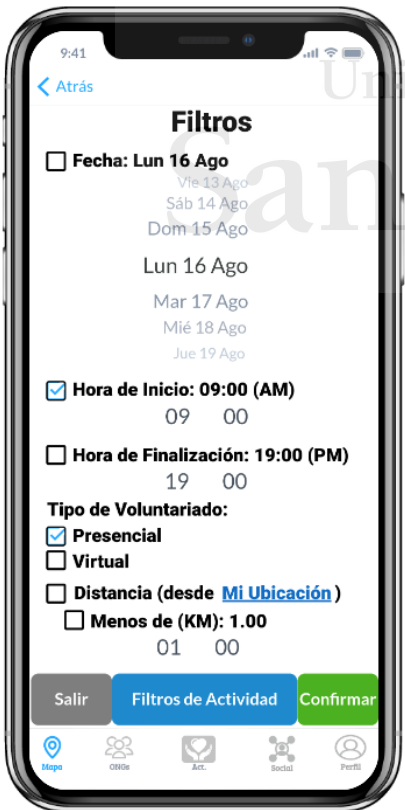 9:41
Atrás
Filtros
Fecha: Lun 16 Ago
Vie 13 Ago
Sáb 14 Ago
Dom 15 Ago
Lun 16 Ago
Mar 17 Ago
Mié 18 Ago
Jue 19 Ago
Hora de Inicio: 09:00 (AM)
09 00
Hora de Finalización: 19:00 (PM)
19 00
Tipo de Voluntariado:
Presencial
Virtual
Distancia (desde Mi Ubicación )
Menos de (KM): 1.00
01 00
Salir Filtros de Actividad Confirmar
Mapa ONGs Act. Social Perfil
San